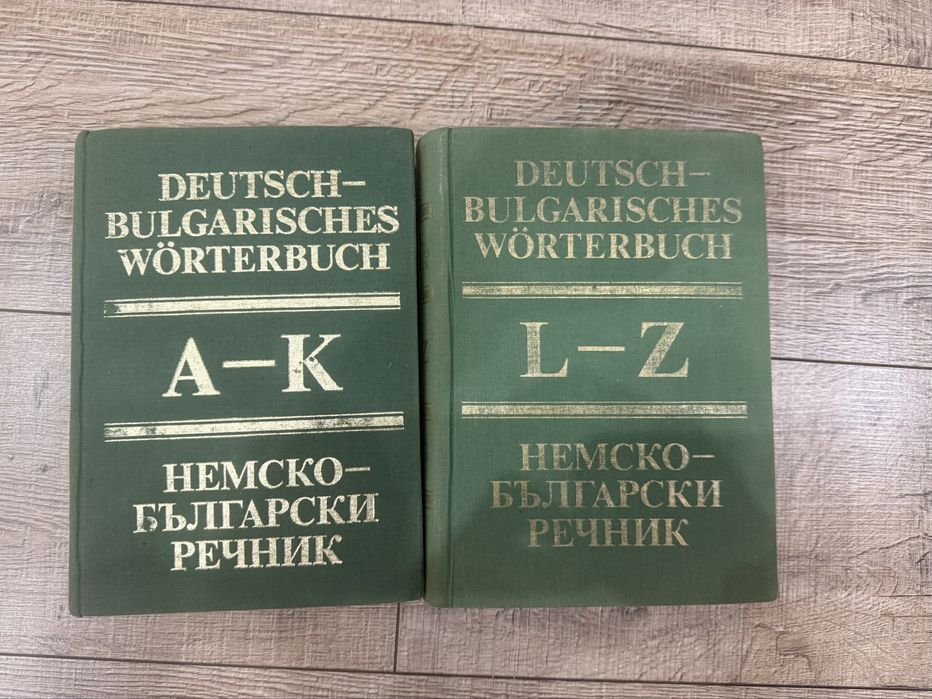 DEUTSCH–
BULGARISCHES
WÖRTERBUCH
A–K
НЕМСКО–
БЪЛГАРСКИ
РЕЧНИК
DEUTSCH–
BULGARISCHES
WÖRTERBUCH
L–Z
НЕМСКО–
БЪЛГАРСКИ
РЕЧНИК